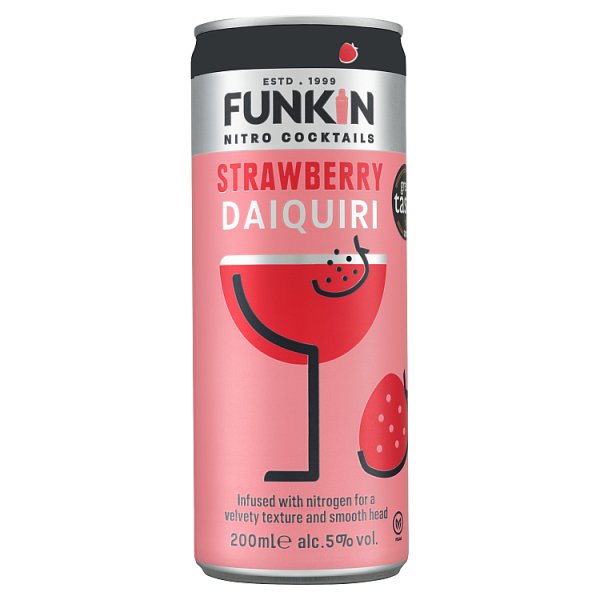 ESTD . 1999
FUNKIN
NITRO COCKTAILS
STRAWBERRY
DAIQUIRI
Infused with nitrogen for a
velvety texture and smooth head
200ml℮ alc.5% vol.